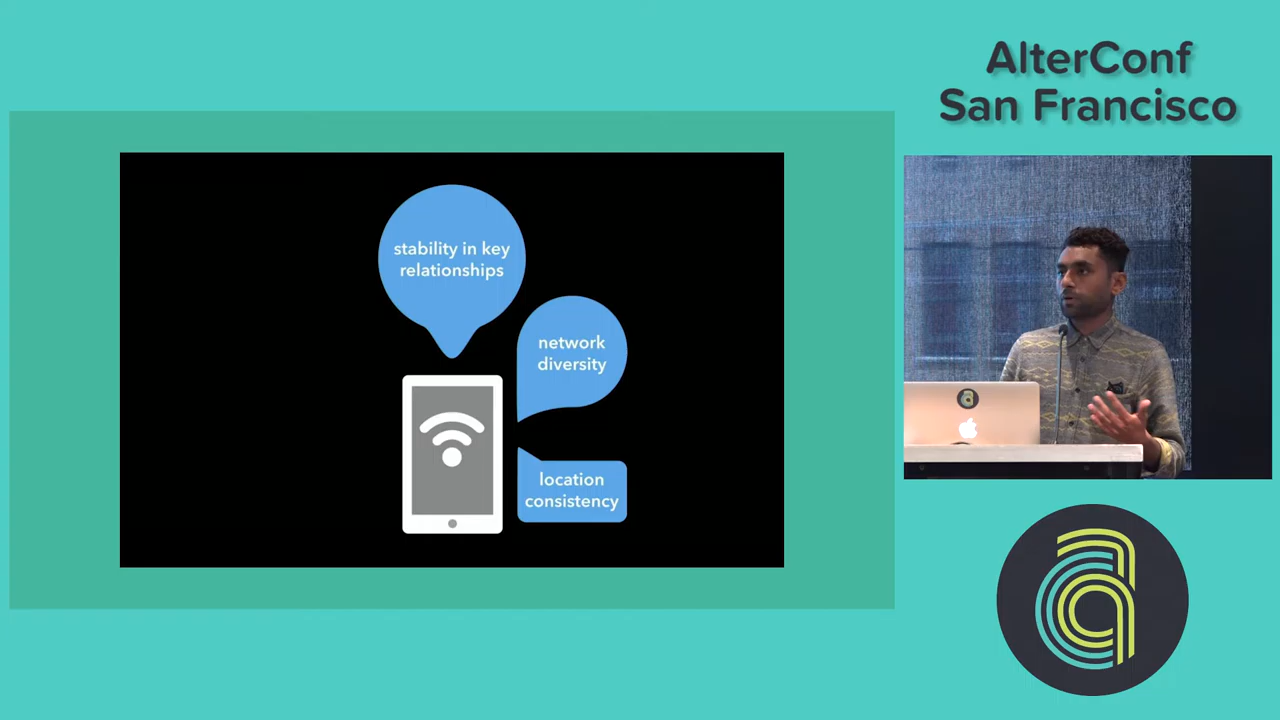 AlterConf
San Francisco
stability in key
relationships
network
diversity
location
consistency